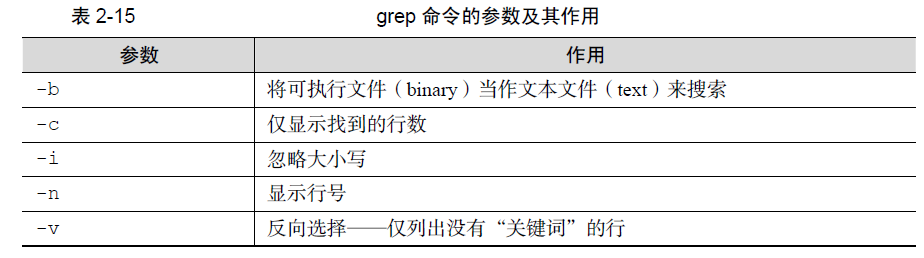 表 2-15 grep 命令的参数及其作用
参数 作用
-b 将可执行文件（binary）当作文本文件（text）来搜索
-c 仅显示找到的行数
-i 忽略大小写
-n 显示行号
-v 反向选择——仅列出没有“关键词”的行